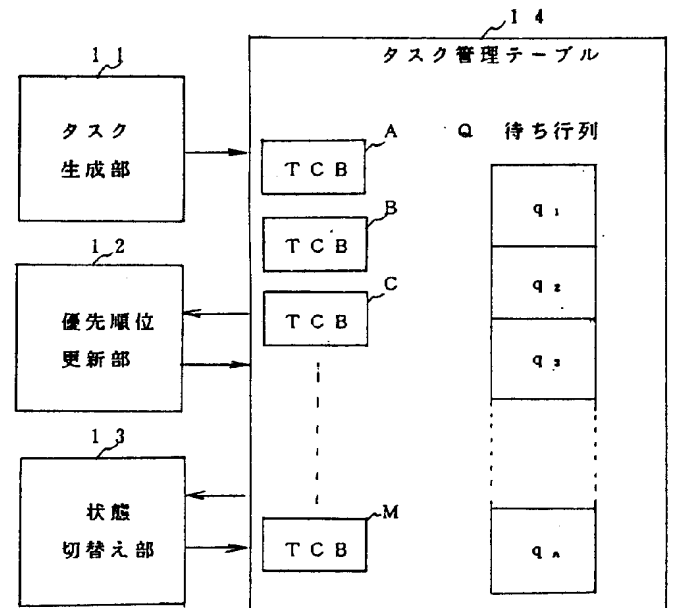 14
タスク管理テーブル
11
タスク
生成部
A
TCB
Q 待ち行列
q1
B
TCB
12
優先順位
更新部
C
TCB
q2
q3
13
状態
切替え部
M
TCB
qn